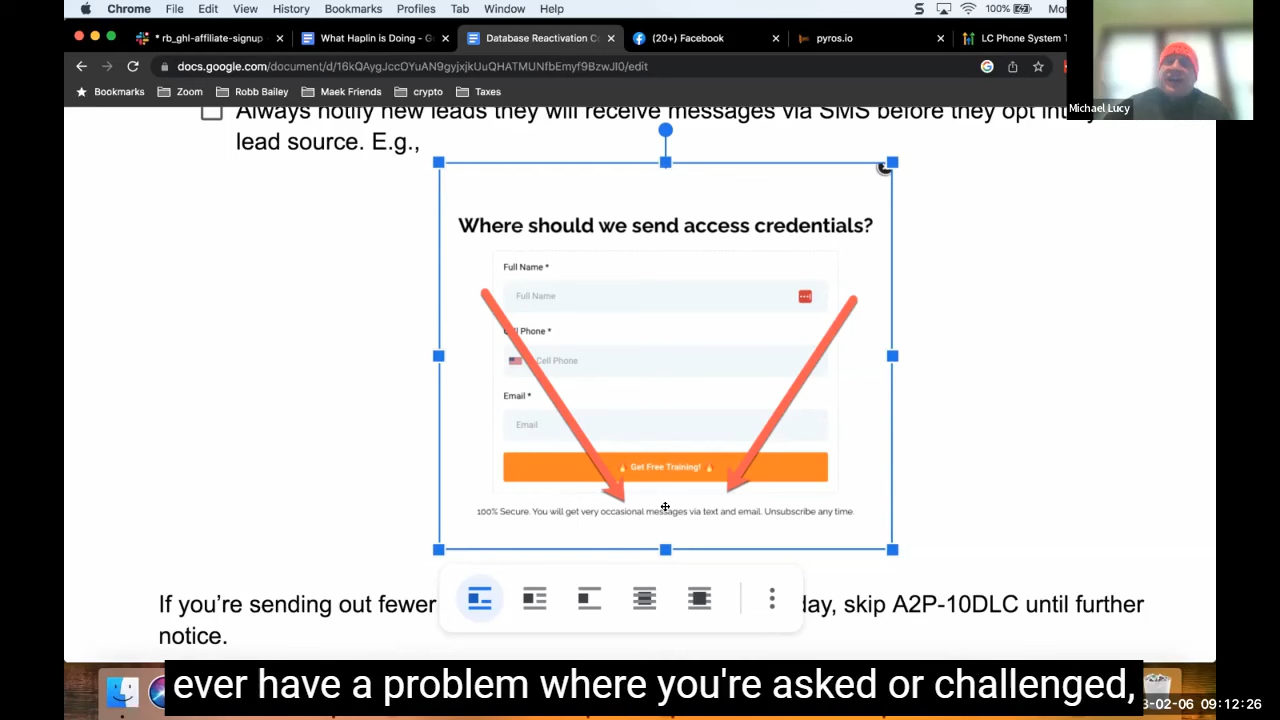 Chrome File Edit View History Bookmarks Profiles Tab Window Help
100%
* rb_ghl-affiliate-signup
What Haplin is Doing - G
Database Reactivation C
(20+) Facebook
pyros.io
LC Phone System T
docs.google.com/document/d/16kQAygJccOYuAN9gyjxjkUuQHATMUNfbEmyf9BzwJI0/edit
Bookmarks Zoom Robb Bailey Maek Friends crypto Taxes
Michael Lucy
Always notify new leads they will receive messages via SMS before they opt
lead source. E.g.,
Where should we send access credentials?
Full Name *
Full Name
Phone *
Cell Phone
Email *
Email
Get Free Training!
100% Secure. You will get very occasional messages via text and email. Unsubscribe any time.
If you're sending out fewer day, skip A2P-10DLC until further
notice.
ever have a problem where you're asked or challenged,
-02-06 09:12:26